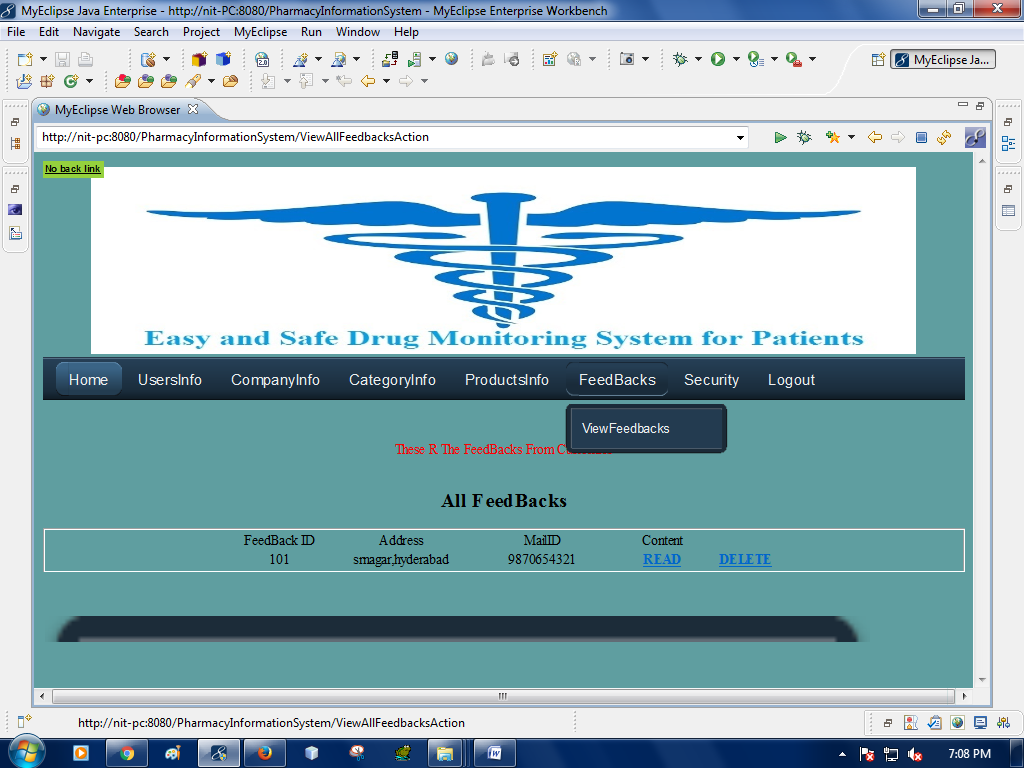 MyEclipse Java Enterprise - http://nit-PC:8080/PharmacyInformationSystem - MyEclipse Enterprise Workbench
File Edit Navigate Search Project MyEclipse Run Window Help
2.0
MyEclipse Ja...
MyEclipse Web Browser
http://nit-pc:8080/PharmacyInformationSystem/ViewAllFeedbacksAction
No back link
Easy and Safe Drug Monitoring System for Patients
Home UsersInfo CompanyInfo CategoryInfo ProductsInfo FeedBacks Security Logout
ViewFeedbacks
These R The FeedBacks From
All FeedBacks
FeedBack ID Address MailID Content
101 srnagar,hyderabad 9870654321 READ DELETE
http://nit-pc:8080/PharmacyInformationSystem/ViewAllFeedbacksAction
7:08 PM